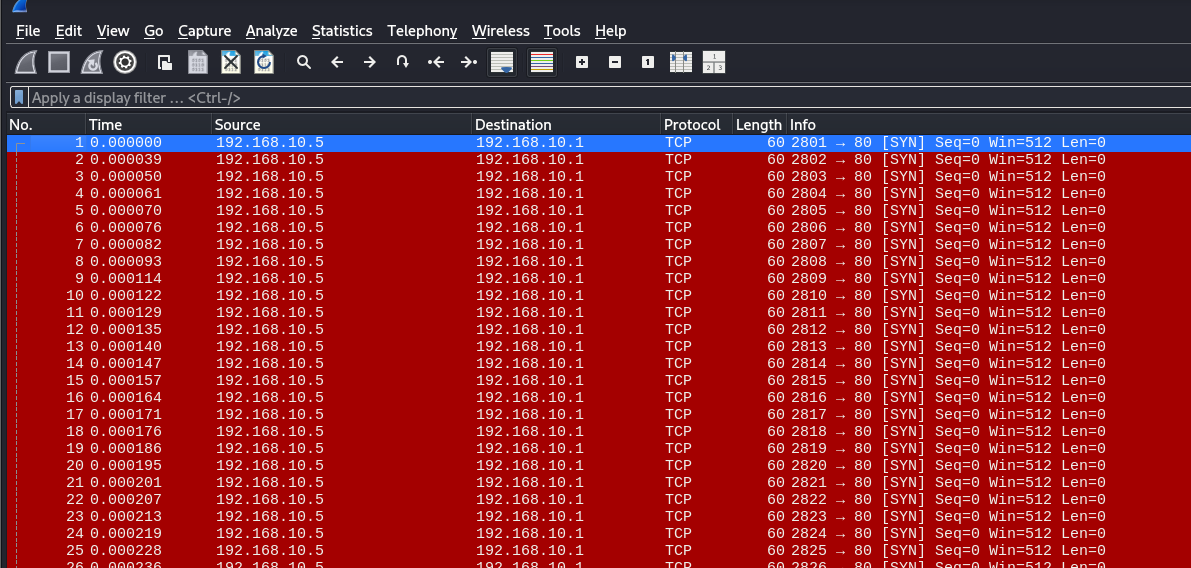 File Edit View Go Capture Analyze Statistics Telephony Wireless Tools Help
Apply a display filter … <Ctrl-/>
No. Time Source Destination Protocol Length Info
1 0.000000 192.168.10.5 192.168.10.1 TCP 60 2801 → 80 [SYN] Seq=0 Win=512 Len=0
2 0.000039 192.168.10.5 192.168.10.1 TCP 60 2802 → 80 [SYN] Seq=0 Win=512 Len=0
3 0.000050 192.168.10.5 192.168.10.1 TCP 60 2803 → 80 [SYN] Seq=0 Win=512 Len=0
4 0.000061 192.168.10.5 192.168.10.1 TCP 60 2804 → 80 [SYN] Seq=0 Win=512 Len=0
5 0.000070 192.168.10.5 192.168.10.1 TCP 60 2805 → 80 [SYN] Seq=0 Win=512 Len=0
6 0.000076 192.168.10.5 192.168.10.1 TCP 60 2806 → 80 [SYN] Seq=0 Win=512 Len=0
7 0.000082 192.168.10.5 192.168.10.1 TCP 60 2807 → 80 [SYN] Seq=0 Win=512 Len=0
8 0.000093 192.168.10.5 192.168.10.1 TCP 60 2808 → 80 [SYN] Seq=0 Win=512 Len=0
9 0.000114 192.168.10.5 192.168.10.1 TCP 60 2809 → 80 [SYN] Seq=0 Win=512 Len=0
10 0.000122 192.168.10.5 192.168.10.1 TCP 60 2810 → 80 [SYN] Seq=0 Win=512 Len=0
11 0.000129 192.168.10.5 192.168.10.1 TCP 60 2811 → 80 [SYN] Seq=0 Win=512 Len=0
12 0.000135 192.168.10.5 192.168.10.1 TCP 60 2812 → 80 [SYN] Seq=0 Win=512 Len=0
13 0.000140 192.168.10.5 192.168.10.1 TCP 60 2813 → 80 [SYN] Seq=0 Win=512 Len=0
14 0.000147 192.168.10.5 192.168.10.1 TCP 60 2814 → 80 [SYN] Seq=0 Win=512 Len=0
15 0.000157 192.168.10.5 192.168.10.1 TCP 60 2815 → 80 [SYN] Seq=0 Win=512 Len=0
16 0.000164 192.168.10.5 192.168.10.1 TCP 60 2816 → 80 [SYN] Seq=0 Win=512 Len=0
17 0.000171 192.168.10.5 192.168.10.1 TCP 60 2817 → 80 [SYN] Seq=0 Win=512 Len=0
18 0.000176 192.168.10.5 192.168.10.1 TCP 60 2818 → 80 [SYN] Seq=0 Win=512 Len=0
19 0.000186 192.168.10.5 192.168.10.1 TCP 60 2819 → 80 [SYN] Seq=0 Win=512 Len=0
20 0.000195 192.168.10.5 192.168.10.1 TCP 60 2820 → 80 [SYN] Seq=0 Win=512 Len=0
21 0.000201 192.168.10.5 192.168.10.1 TCP 60 2821 → 80 [SYN] Seq=0 Win=512 Len=0
22 0.000207 192.168.10.5 192.168.10.1 TCP 60 2822 → 80 [SYN] Seq=0 Win=512 Len=0
23 0.000213 192.168.10.5 192.168.10.1 TCP 60 2823 → 80 [SYN] Seq=0 Win=512 Len=0
24 0.000219 192.168.10.5 192.168.10.1 TCP 60 2824 → 80 [SYN] Seq=0 Win=512 Len=0
25 0.000228 192.168.10.5 192.168.10.1 TCP 60 2825 → 80 [SYN] Seq=0 Win=512 Len=0
26 0.000236 192.168.10.5 192.168.10.1 TCP 60 2826 → 80 [SYN] Seq=0 Win=512 Len=0